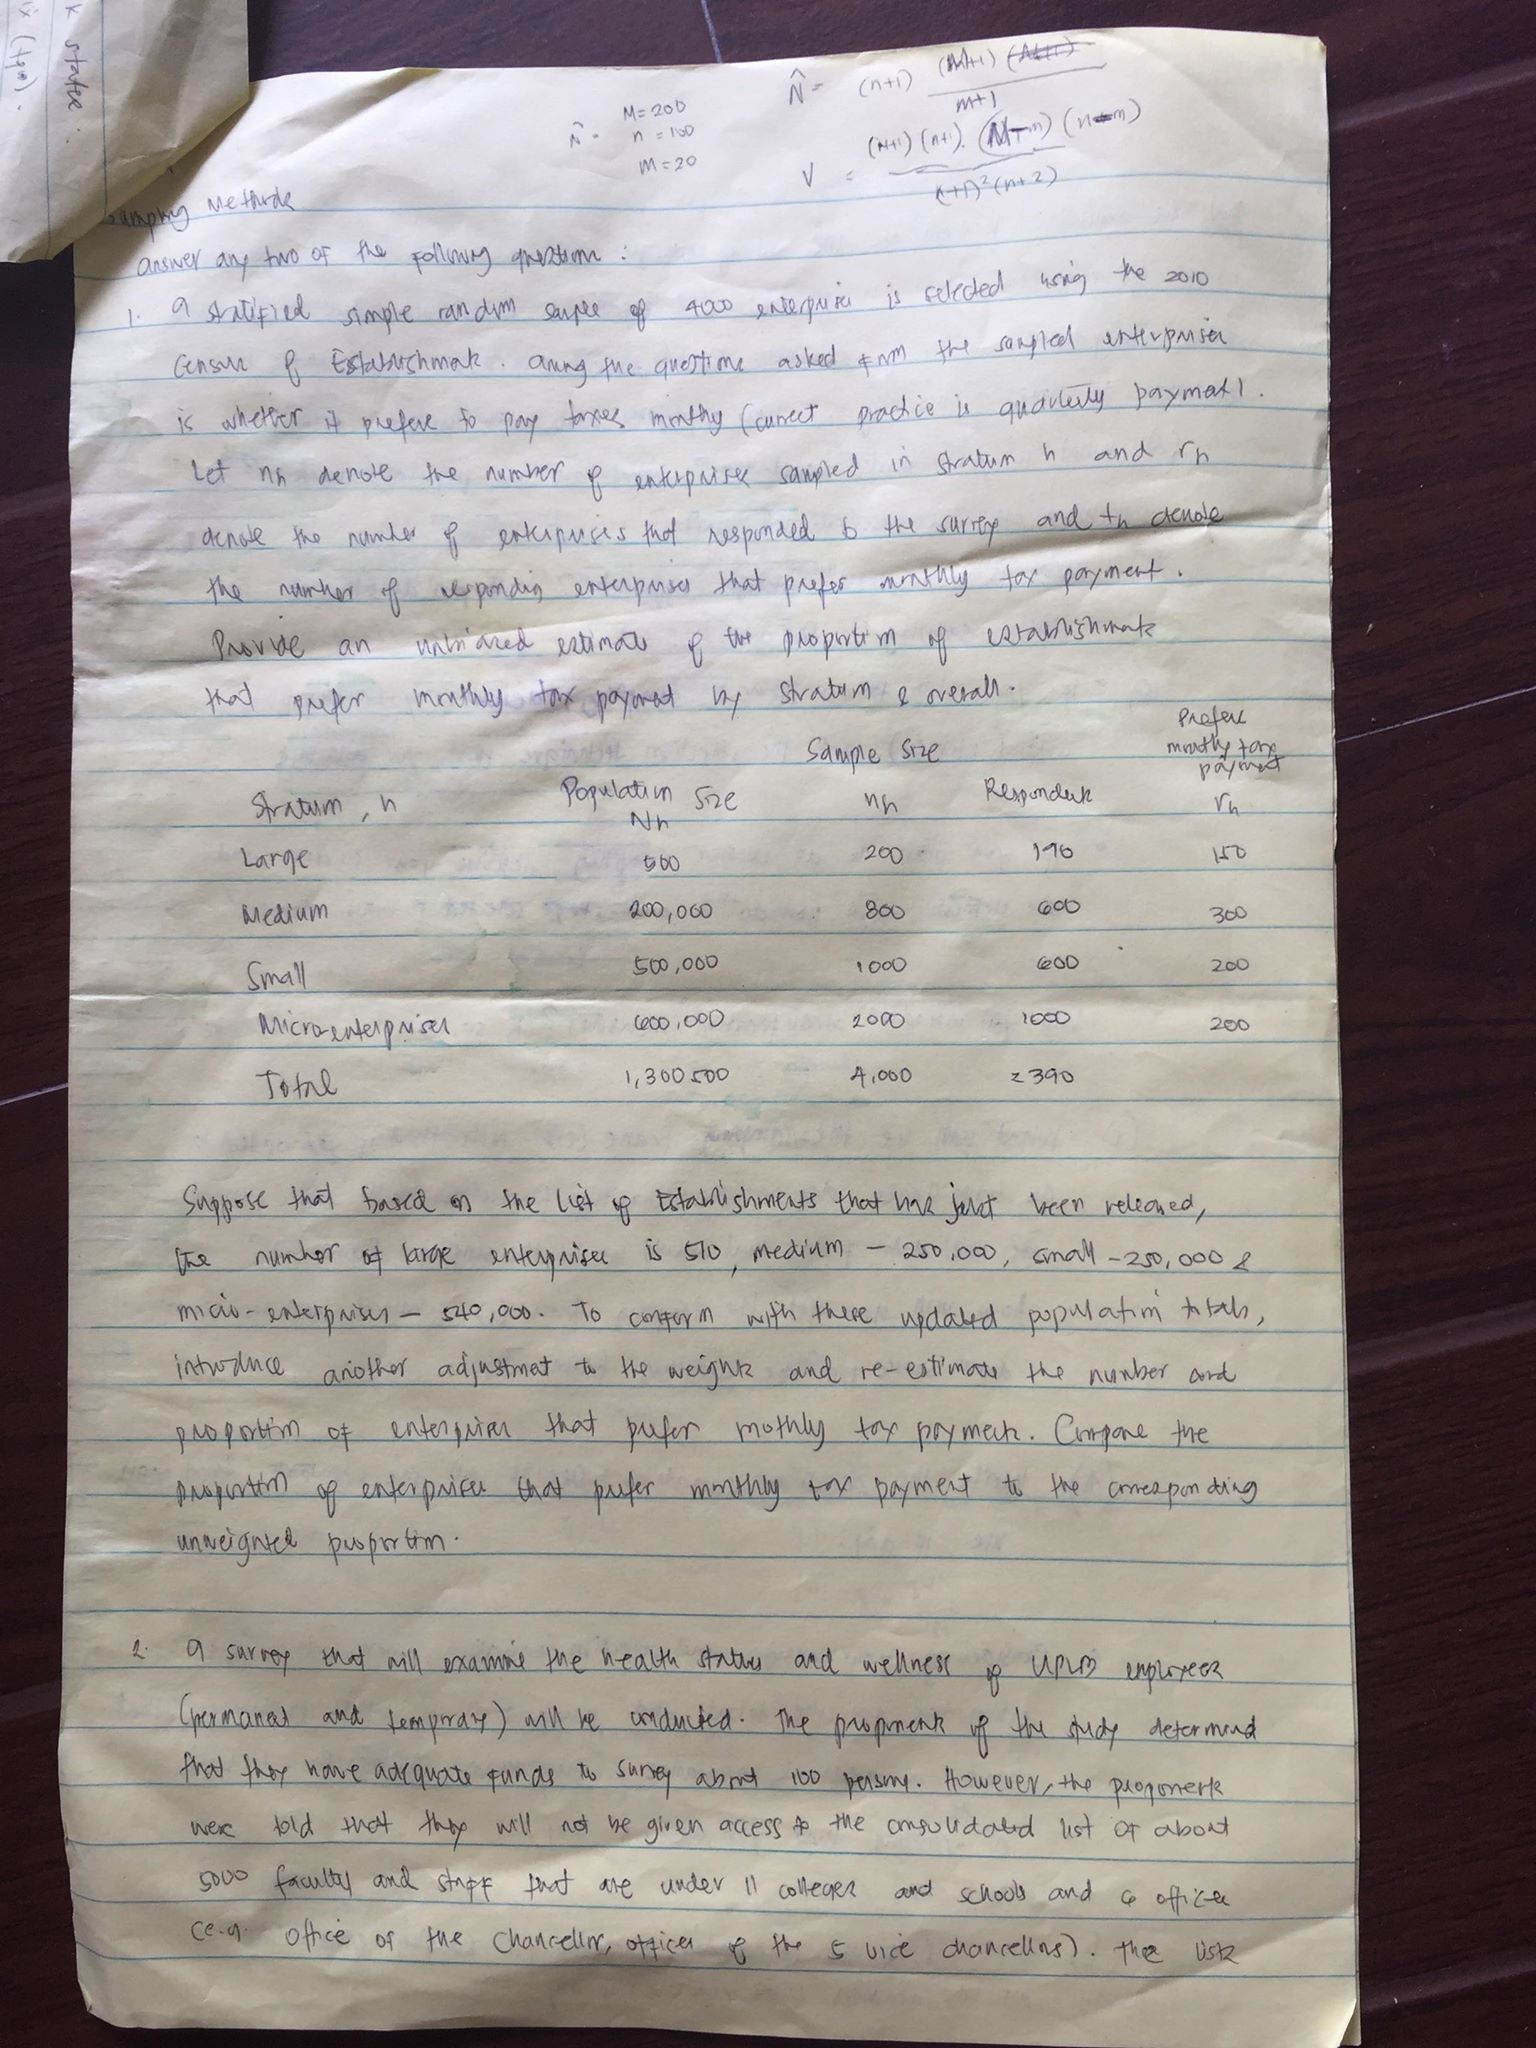 k stater.
x (tgo).
N̂ = (n+1) (M+1)
m+1
M=200
N̂ = n = 100
m=20
V = (M+1) (n+1). (M-m) (n-m)
(m+1)² (n+2)
Sampling Methods
answer any two of the following questions:
1. A stratified simple random sample of 4000 enterprises is selected using the 2010
Census of Establishments. Among the questions asked from the sampled enterprises
is whether it prefers to pay taxes monthly (current practice is quarterly payment).
Let nh denote the number of enterprises sampled in stratum h and rh
denote the number of enterprises that responded to the survey and th denote
the number of responding enterprises that prefer monthly tax payment.
Provide an unbiased estimate of the proportion of establishments
that prefer monthly tax payment by stratum & overall.
Prefer
monthly tax
payment
Sample Size
Stratum, h Population Size nh Respondents rh
Nh
Large 500 200 190 150
Medium 200,000 800 600 300
Small 500,000 1000 600 200
Micro-enterprises 600,000 2000 1000 200
Total 1,300,500 4,000 2390
Suppose that based on the list of Establishments that has just been released,
the number of large enterprises is 510, medium - 250,000, small - 250,000 &
micro-enterprises - 540,000. To conform with these updated population totals,
introduce another adjustment to the weights and re-estimate the number and
proportion of enterprises that prefer monthly tax payment. Compare the
proportion of enterprises that prefer monthly tax payment to the corresponding
unweighted proportion.
2. A survey that will examine the health status and wellness of UPLB employees
(permanent and temporary) will be conducted. The proponents of the study determined
that they have adequate funds to survey about 100 persons. However, the proponents
were told that they will not be given access to the consolidated list of about
5000 faculty and staff that are under 11 colleges and schools and 6 offices
(e.g. office of the Chancellor, offices of the 5 vice chancellors). The lists